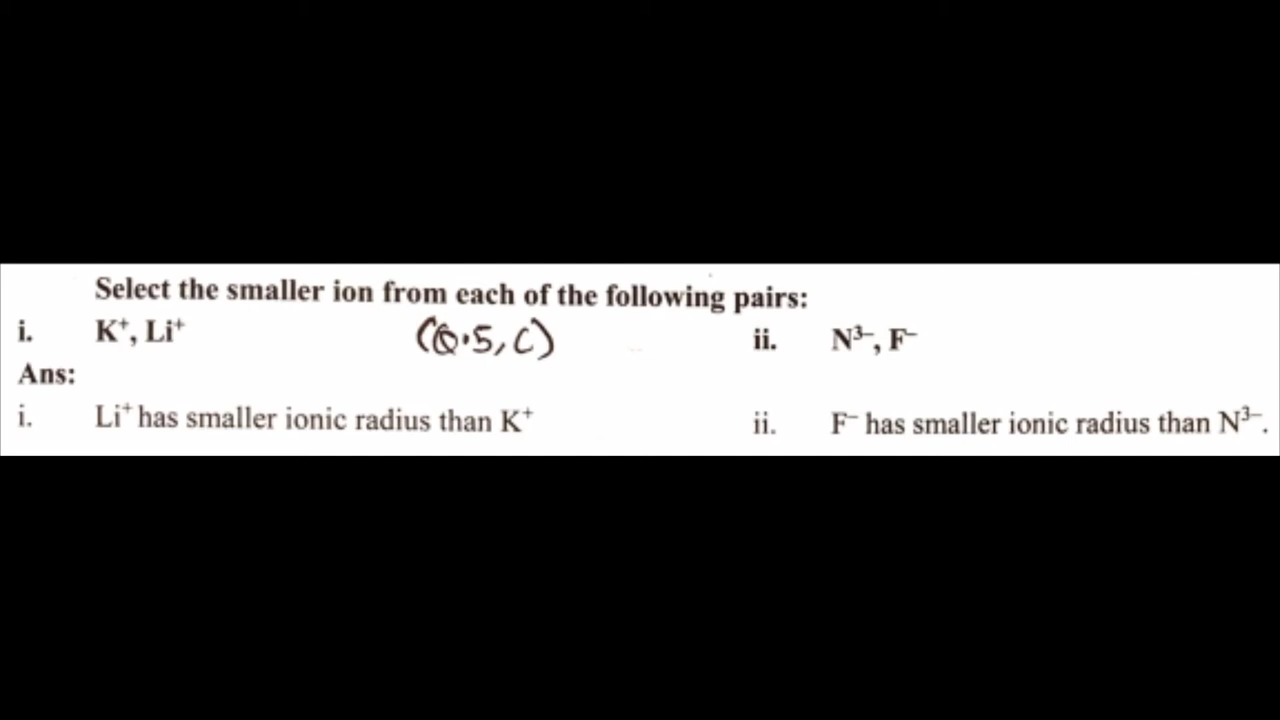 Select the smaller ion from each of the following pairs:
i. K⁺, Li⁺ (Q.5, C) ii. N³⁻, F⁻
Ans:
i. Li⁺ has smaller ionic radius than K⁺ ii. F⁻ has smaller ionic radius than N³⁻.